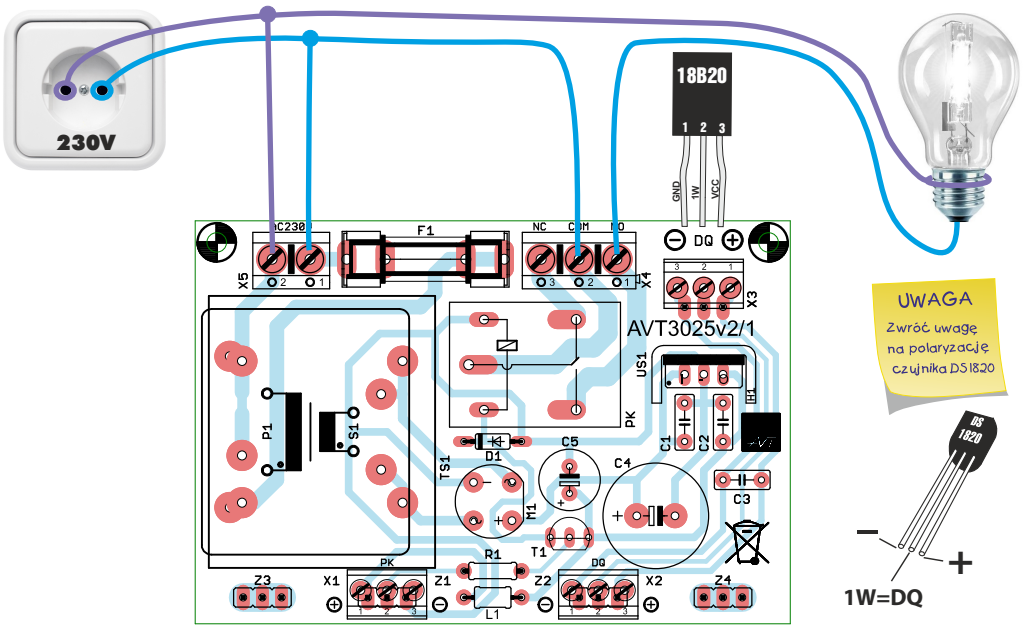 230V
18B20
1 2 3
GND
1W
VCC
AC230V
F1
NC COM NO
DQ
X5
2 1
3 2 1
X4
3 2 1
X3
AVT3025v2/1
US1
UWAGA
Zwróć uwagę
na polaryzację
czujnika DS1820
P1
S1
PK
H1
C1
C2
AVT
TS1
D1
C5
C4
M1
C3
T1
DS
1820
1W=DQ
PK
R1
DQ
Z3
X1
Z1
Z2
X2
Z4
1 2 3
L1
1 2 3